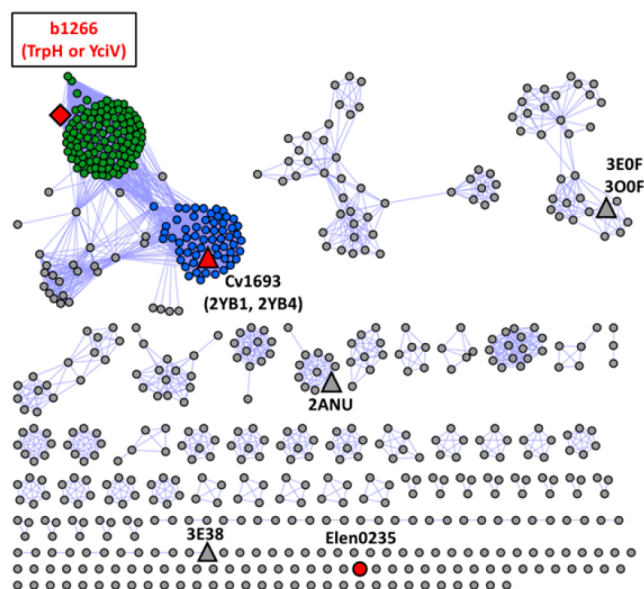 b1266
(TrpH or YciV)
3E0F
3O0F
Cv1693
(2YB1, 2YB4)
2ANU
3E38
Elen0235